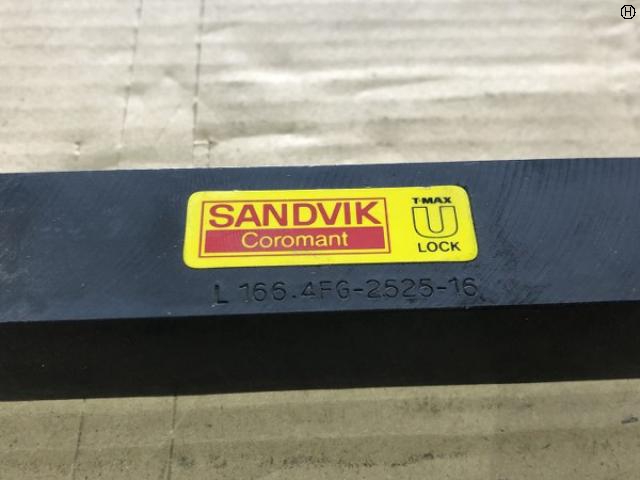 H
SANDVIK
Coromant
T-MAX
U
LOCK
L 166.4FG-2525-16